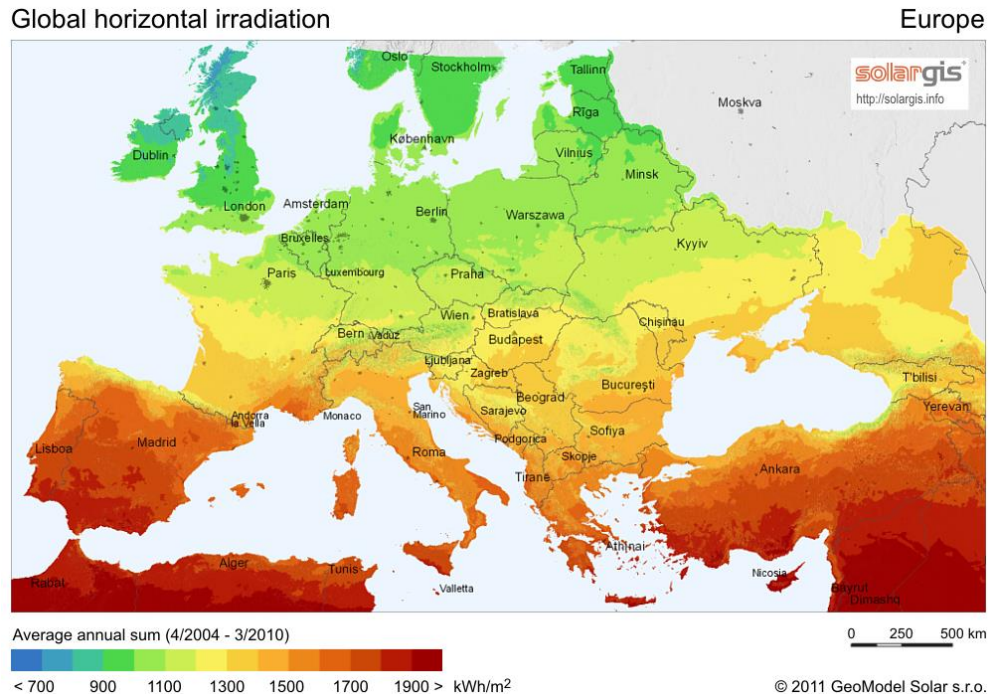 Global horizontal irradiation
Europe
solargis
http://solargis.info
Oslo
Stockholm
Tallinn
Rīga
Moskva
København
Vilnius
Minsk
Dublin
London
Amsterdam
Berlin
Warszawa
Bruxelles
Kyyiv
Paris
Luxembourg
Praha
Wien
Bratislava
Chişinău
Bern
Vaduz
Budapest
Ljubljana
Zagreb
T'bilisi
Beograd
Bucureşti
Andorra
la Vella
Monaco
San
Marino
Sarajevo
Yerevan
Lisboa
Madrid
Roma
Podgorica
Sofiya
Skopje
Ankara
Tiranë
Athínai
Rabat
Alger
Tunis
Valletta
Nicosia
Bayrut
Dimashq
Average annual sum (4/2004 - 3/2010)
0 250 500 km
< 700 900 1100 1300 1500 1700 1900 > kWh/m2
© 2011 GeoModel Solar s.r.o.